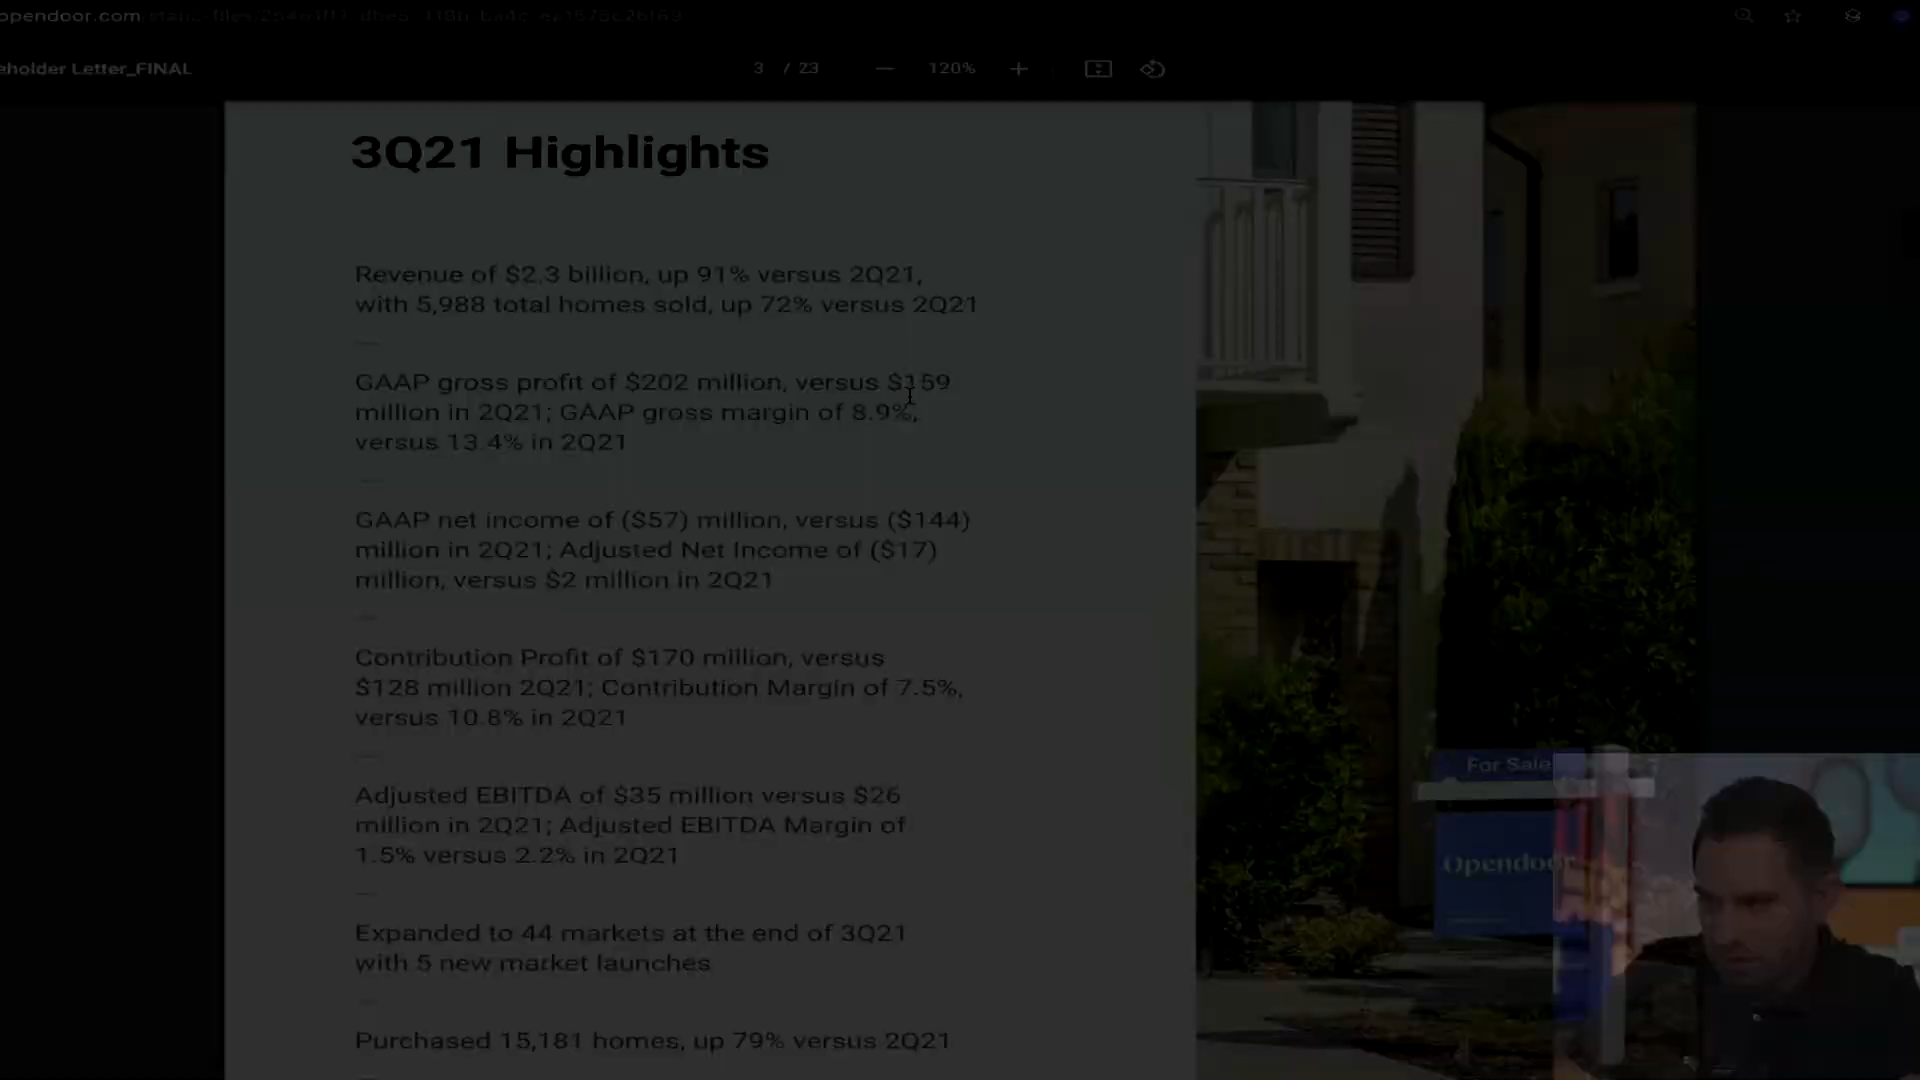 opendoor.com
eholder Letter_FINAL
3 / 23
120%
3Q21 Highlights
Revenue of $2.3 billion, up 91% versus 2Q21,
with 5,988 total homes sold, up 72% versus 2Q21
GAAP gross profit of $202 million, versus $159
million in 2Q21; GAAP gross margin of 8.9%,
versus 13.4% in 2Q21
GAAP net income of ($57) million, versus ($144)
million in 2Q21; Adjusted Net Income of ($17)
million, versus $2 million in 2Q21
Contribution Profit of $170 million, versus
$128 million 2Q21; Contribution Margin of 7.5%,
versus 10.8% in 2Q21
Adjusted EBITDA of $35 million versus $26
million in 2Q21; Adjusted EBITDA Margin of
1.5% versus 2.2% in 2Q21
Expanded to 44 markets at the end of 3Q21
with 5 new market launches
Purchased 15,181 homes, up 79% versus 2Q21
For Sale
Opendoor